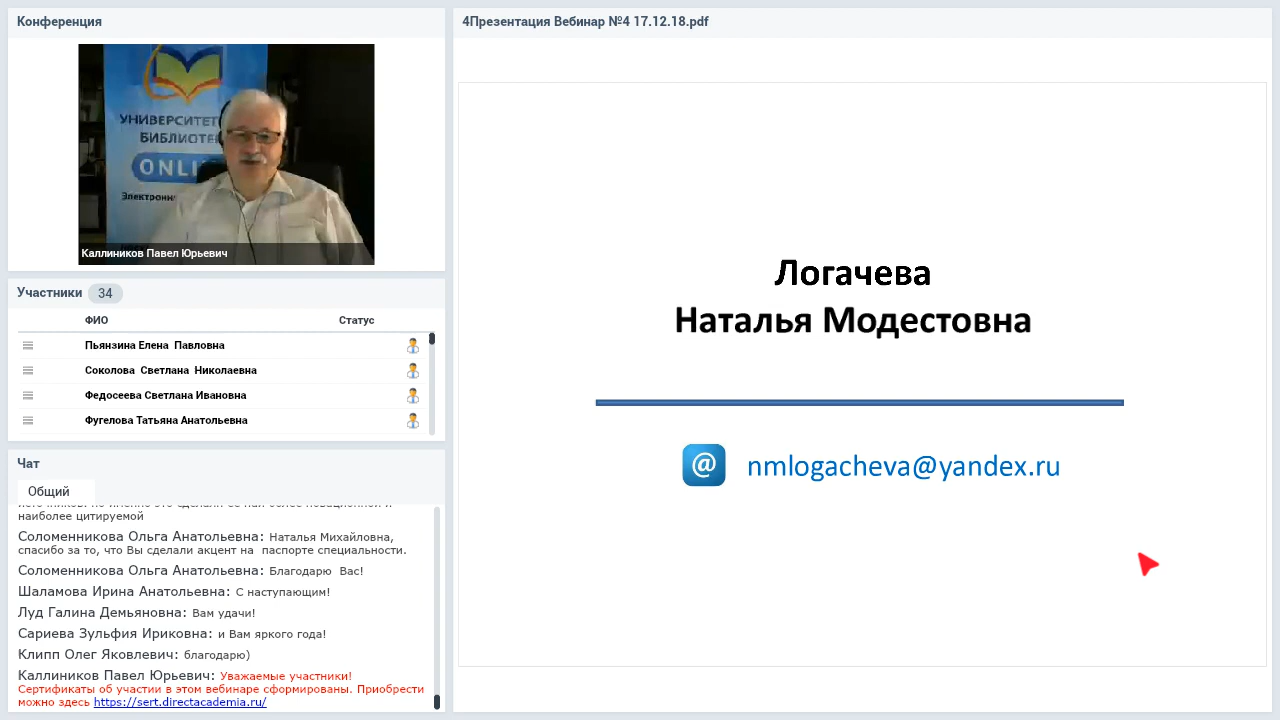 Конференция
УНИВЕРСИТЕТ
БИБЛИОТЕ
ONLI
Электронн
Каллиников Павел Юрьевич
Участники 34
ФИО Статус
Пьянзина Елена Павловна
Соколова Светлана Николаевна
Федосеева Светлана Ивановна
Фугелова Татьяна Анатольевна
Чат
Общий
наиболее цитируемой
Соломенникова Ольга Анатольевна: Наталья Михайловна,
спасибо за то, что Вы сделали акцент на паспорте специальности.
Соломенникова Ольга Анатольевна: Благодарю Вас!
Шаламова Ирина Анатольевна: С наступающим!
Луд Галина Демьяновна: Вам удачи!
Сариева Зульфия Ириковна: и Вам яркого года!
Клипп Олег Яковлевич: благодарю)
Каллиников Павел Юрьевич: Уважаемые участники!
Сертификаты об участии в этом вебинаре сформированы. Приобрести
можно здесь https://sert.directacademia.ru/
4Презентация Вебинар №4 17.12.18.pdf
Логачева
Наталья Модестовна
@ nmlogacheva@yandex.ru